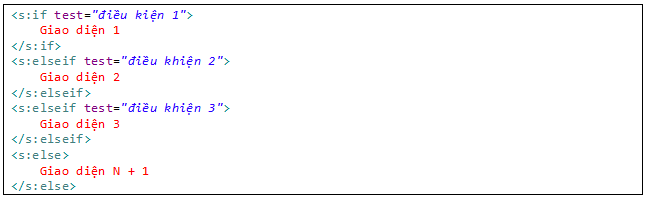 <s:if test="điều kiện 1">
    Giao diện 1
</s:if>
<s:elseif test="điều khiện 2">
    Giao diện 2
</s:elseif>
<s:elseif test="điều khiện 3">
    Giao diện 3
</s:elseif>
<s:else>
    Giao diện N + 1
</s:else>